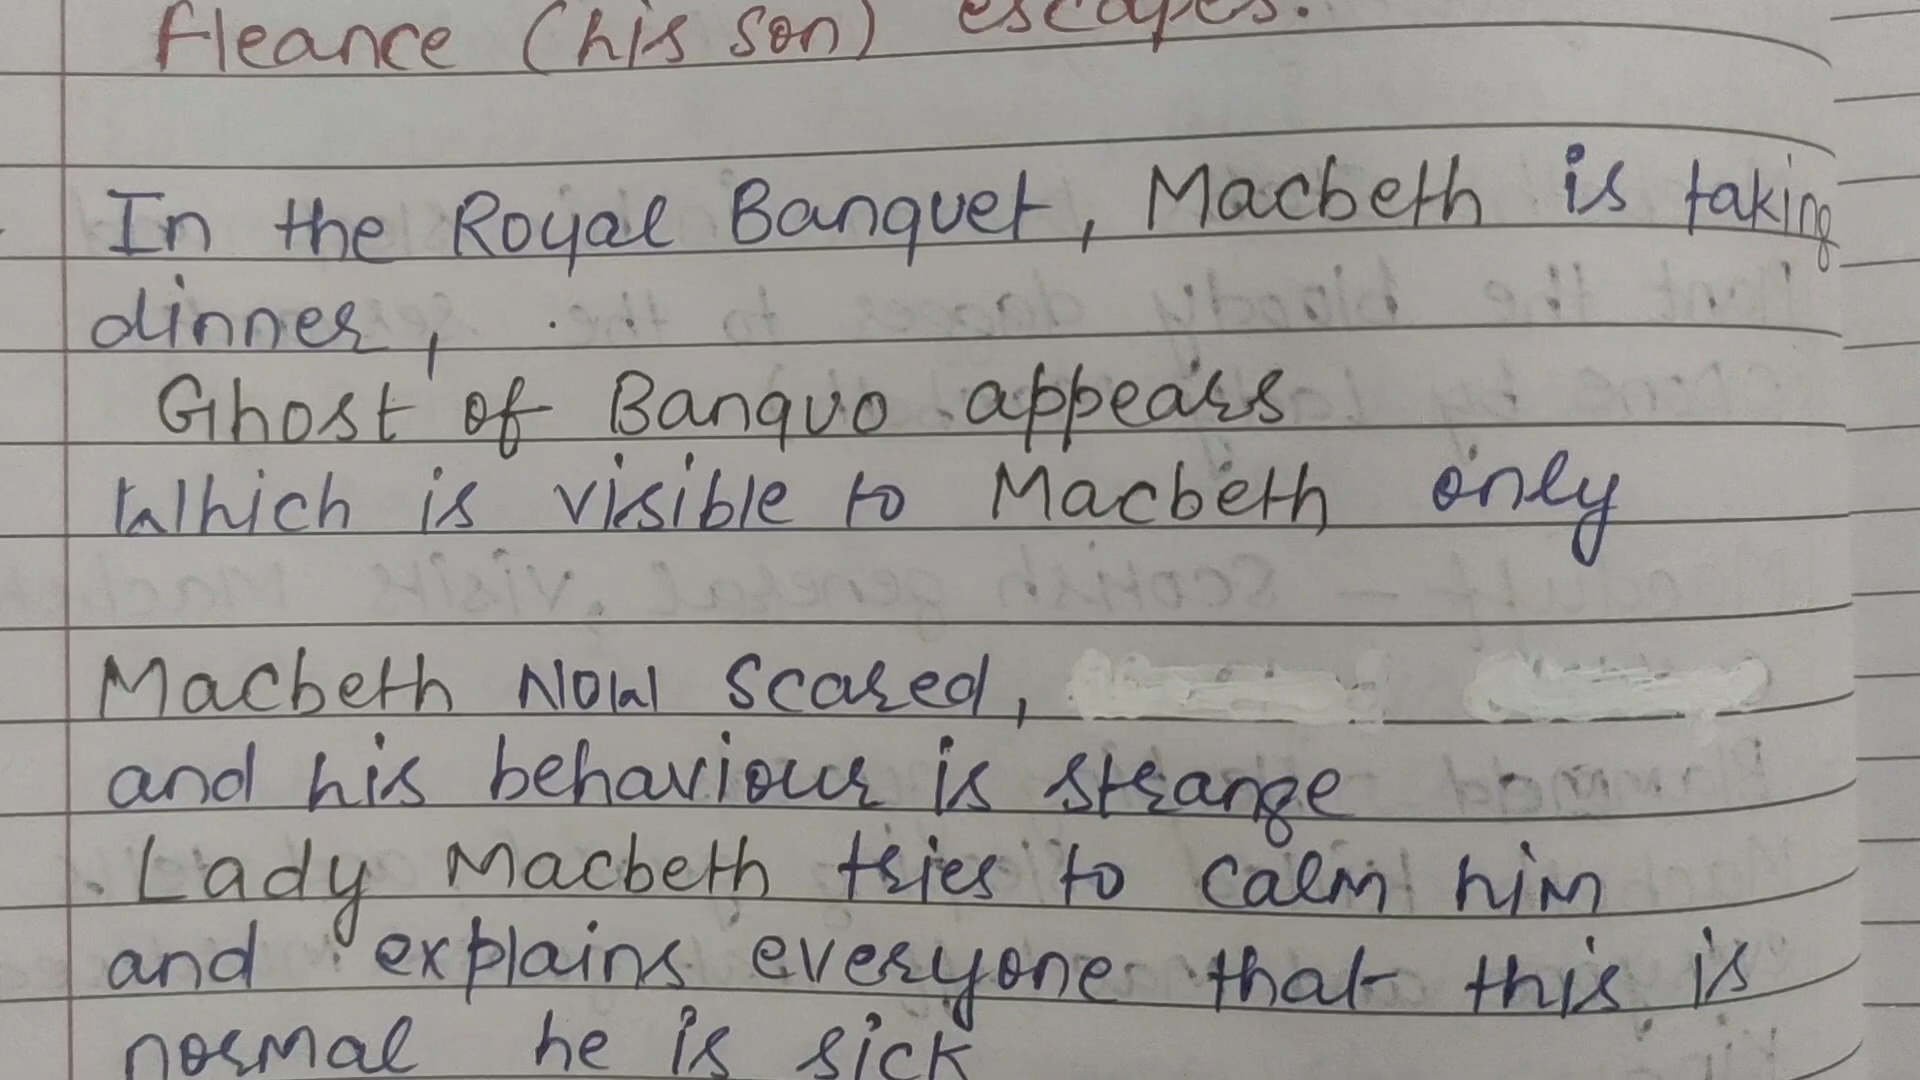 Fleance (his son) escapes.
In the Royal Banquet, Macbeth is taking
dinner,
Ghost of Banquo appears
Which is visible to Macbeth only
Macbeth Now scared,
and his behaviour is strange
Lady Macbeth tries to calm him
and explains everyone that this is
normal he is sick